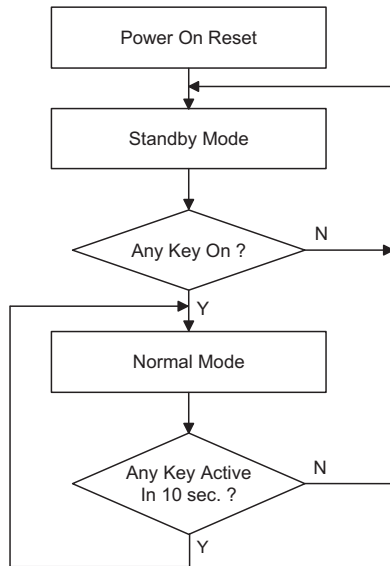 Power On Reset
Standby Mode
Any Key On ?
N
Y
Normal Mode
Any Key Active
In 10 sec. ?
N
Y